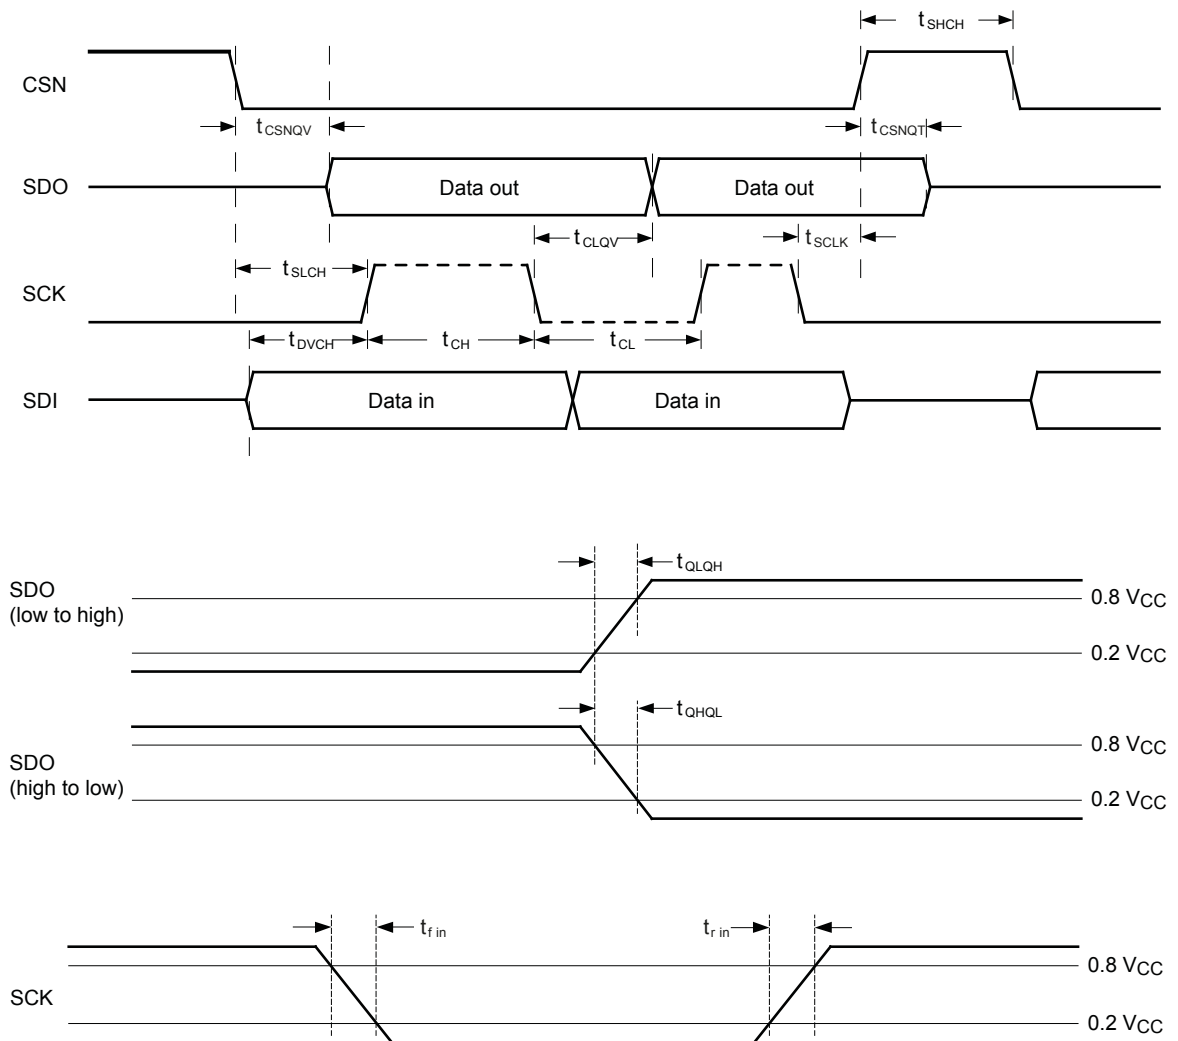 tSHCH
CSN
tCSNQV
tCSNQT
SDO
Data out
Data out
tCLQV
tSCLK
tSLCH
SCK
tDVCH
tCH
tCL
SDI
Data in
Data in
tQLQH
SDO
(low to high)
0.8 VCC
0.2 VCC
tQHQL
SDO
(high to low)
0.8 VCC
0.2 VCC
tf in
tr in
0.8 VCC
SCK
0.2 VCC